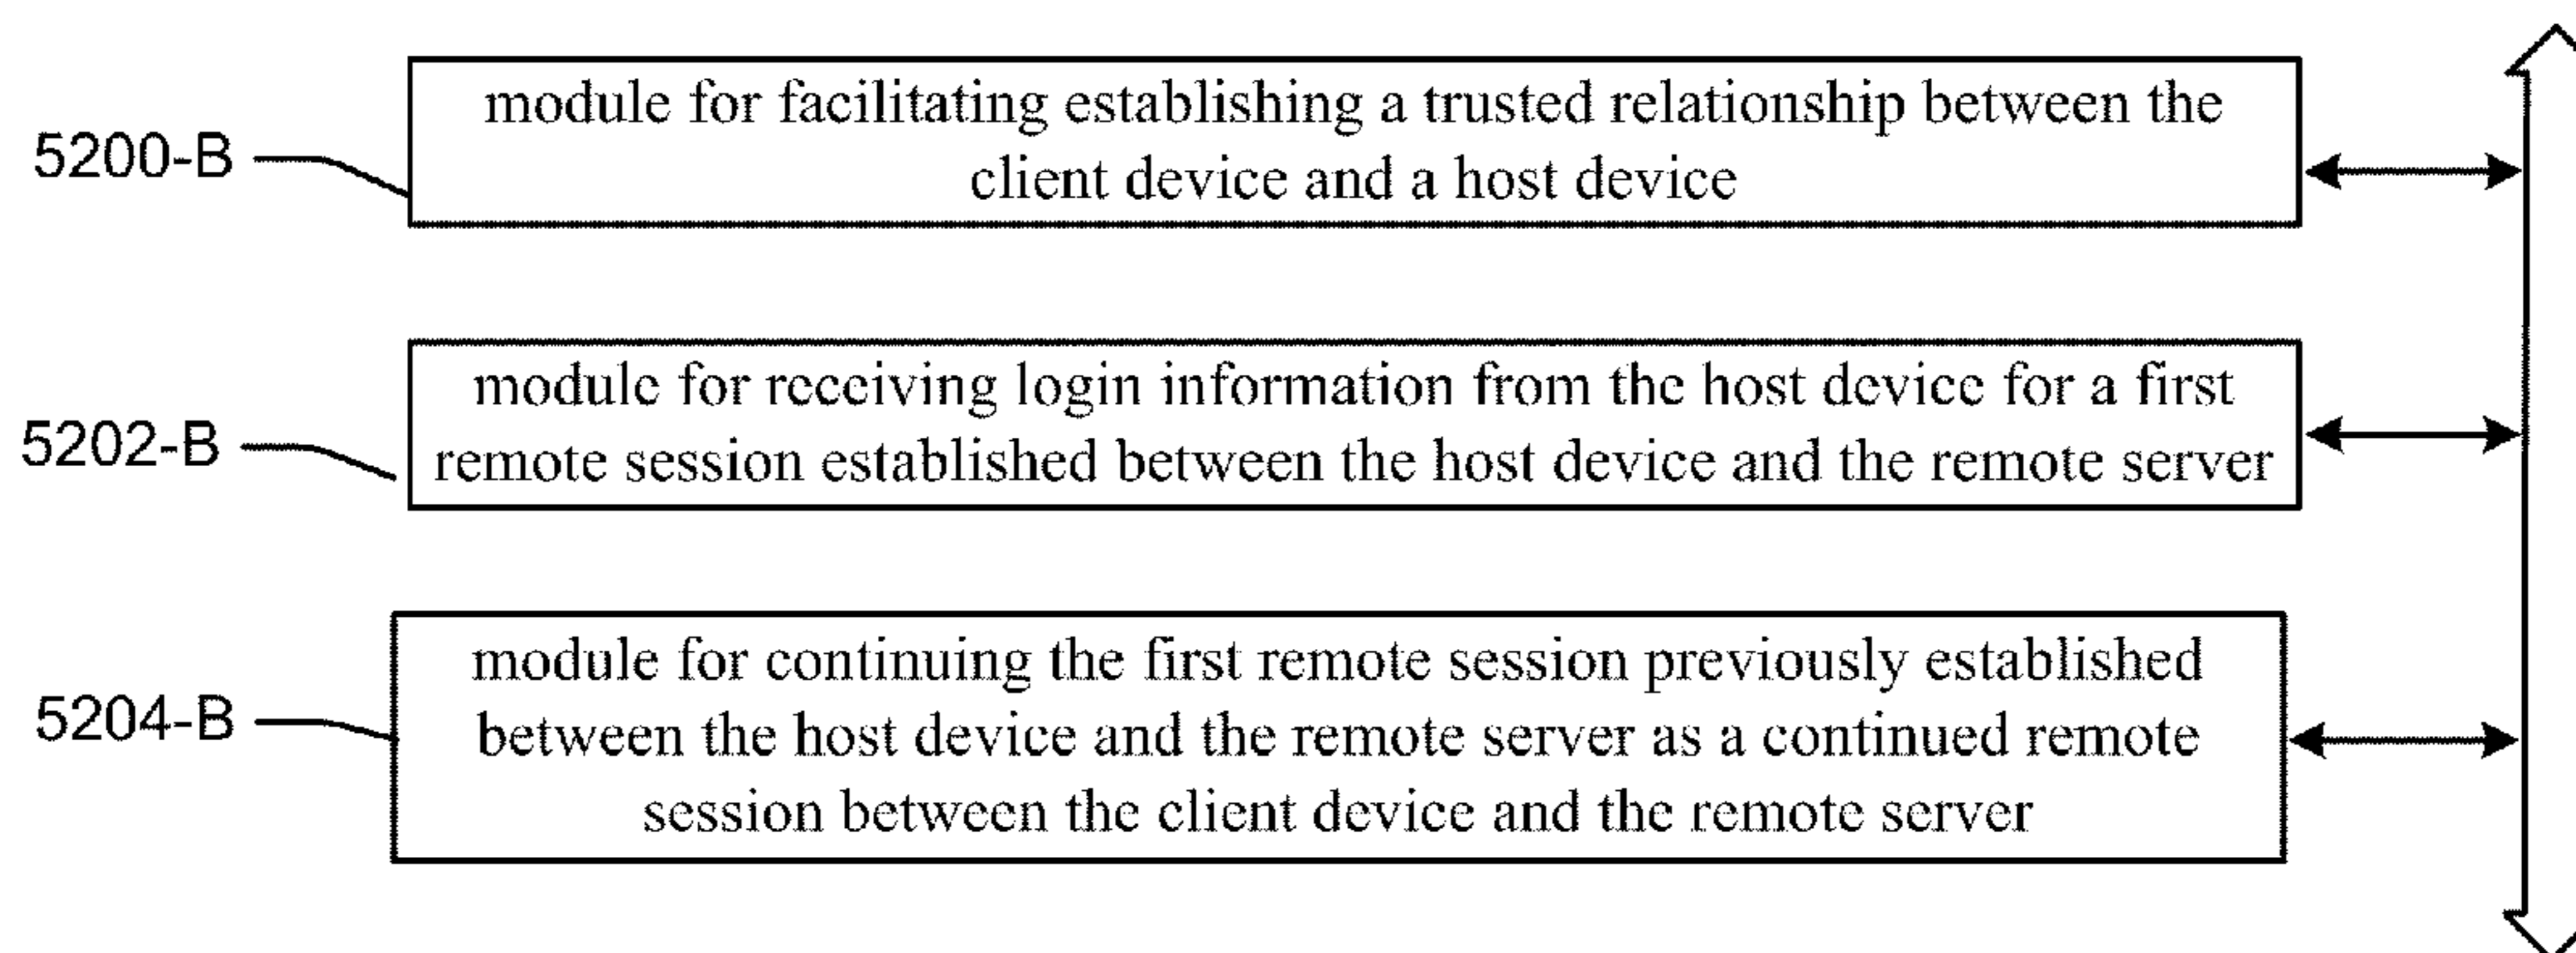 module for facilitating establishing a trusted relationship between the
5200-B
client device and a host device
module for receiving login information from the host device for a first
5202-B
remote session established between the host device and the remote server
module for continuing the first remote session previously established
5204-B
between the host device and the remote server as a continued remote
session between the client device and the remote server